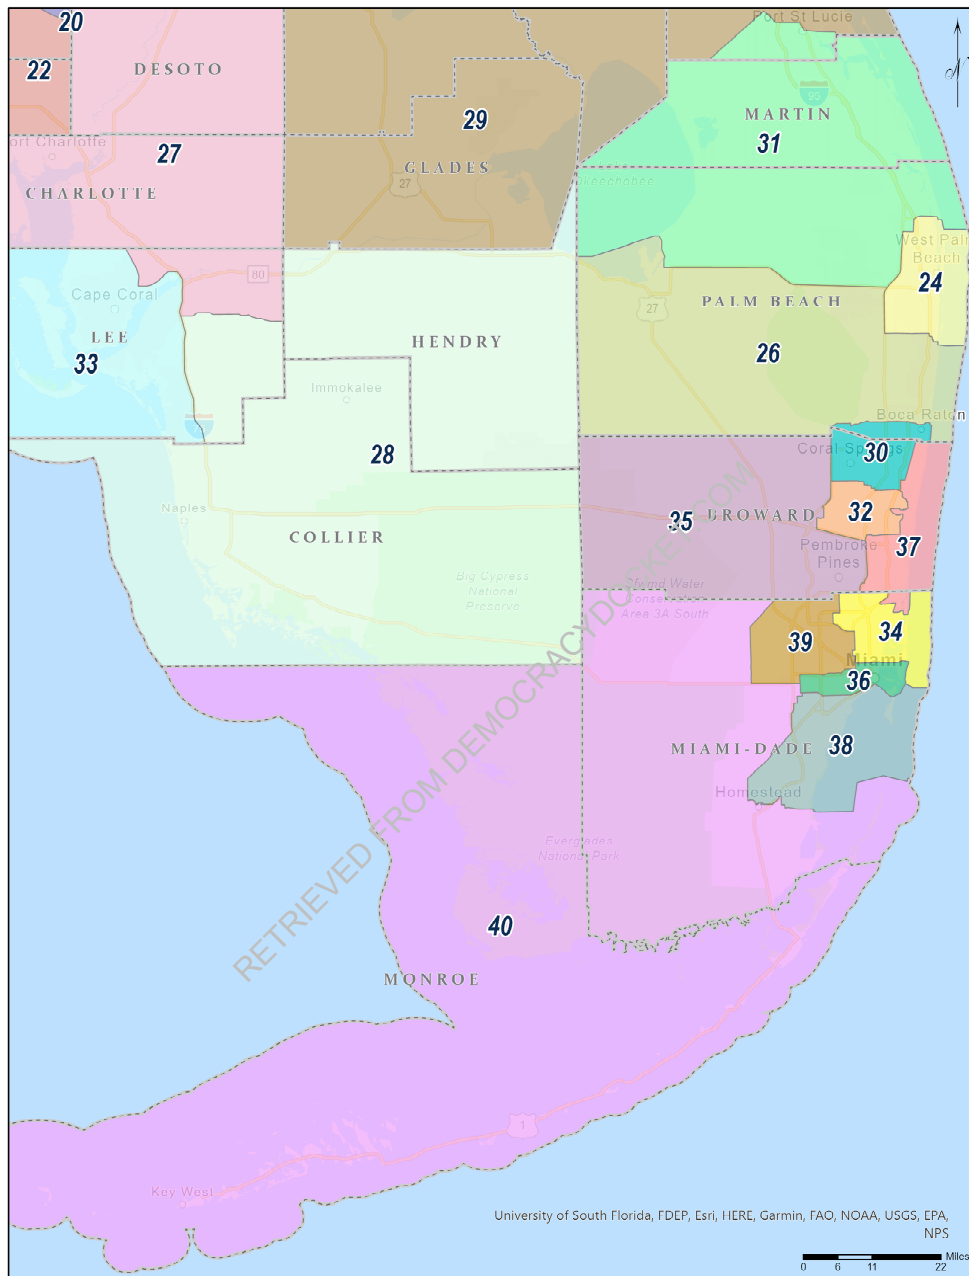 20
Port St Lucie
22
DESOTO
N
95
MARTIN
29
31
ort Charlotte
27
GLADES
27
keechobee
CHARLOTTE
West Palm
Beach
80
24
Cape Coral
PALM BEACH
27
LEE
HENDRY
26
33
Immokalee
Boca Raton
28
Coral Springs
30
Naples
35
BROWARD
32
COLLIER
Pembroke
Pines
37
Big Cypress
National
Preserve
Water
Conservation
Area 3A South
39
34
Miami
36
MIAMI-DADE
38
Homestead
Everglades
National Park
40
MONROE
RETRIEVED FROM DEMOCRACYDOCKET.COM
1
Key West
University of South Florida, FDEP, Esri, HERE, Garmin, FAO, NOAA, USGS, EPA,
NPS
Miles
0 6 11 22